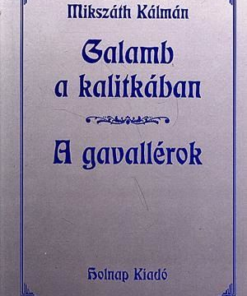 Mikszáth Kálmán
Galamb
a kalitkában
A gavallérok
Holnap Kiadó